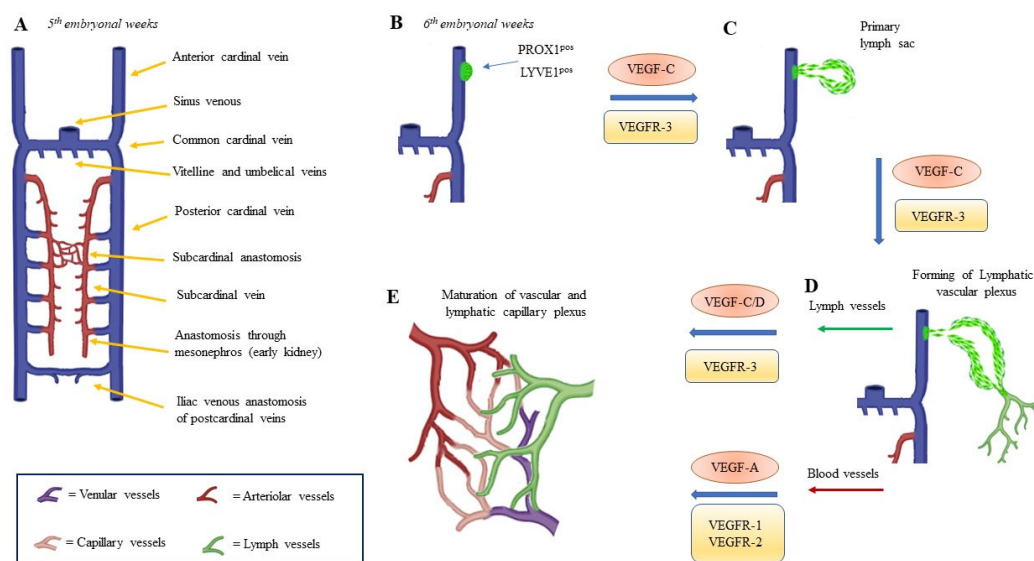 A
5th embryonal weeks
Anterior cardinal vein
Sinus venous
Common cardinal vein
Vitelline and umbelical veins
Posterior cardinal vein
Subcardinal anastomosis
Subcardinal vein
Anastomosis through
mesonephros (early kidney)
Iliac venous anastomosis
of postcardinal veins
= Venular vessels
= Arteriolar vessels
= Capillary vessels
= Lymph vessels
B
6th embryonal weeks
PROX1pos
LYVE1pos
VEGF-C
VEGFR-3
C
Primary
lymph sac
VEGF-C
VEGFR-3
D
Forming of Lymphatic
vascular plexus
Lymph vessels
Blood vessels
VEGF-C/D
VEGFR-3
VEGF-A
VEGFR-1
VEGFR-2
E
Maturation of vascular and
lymphatic capillary plexus